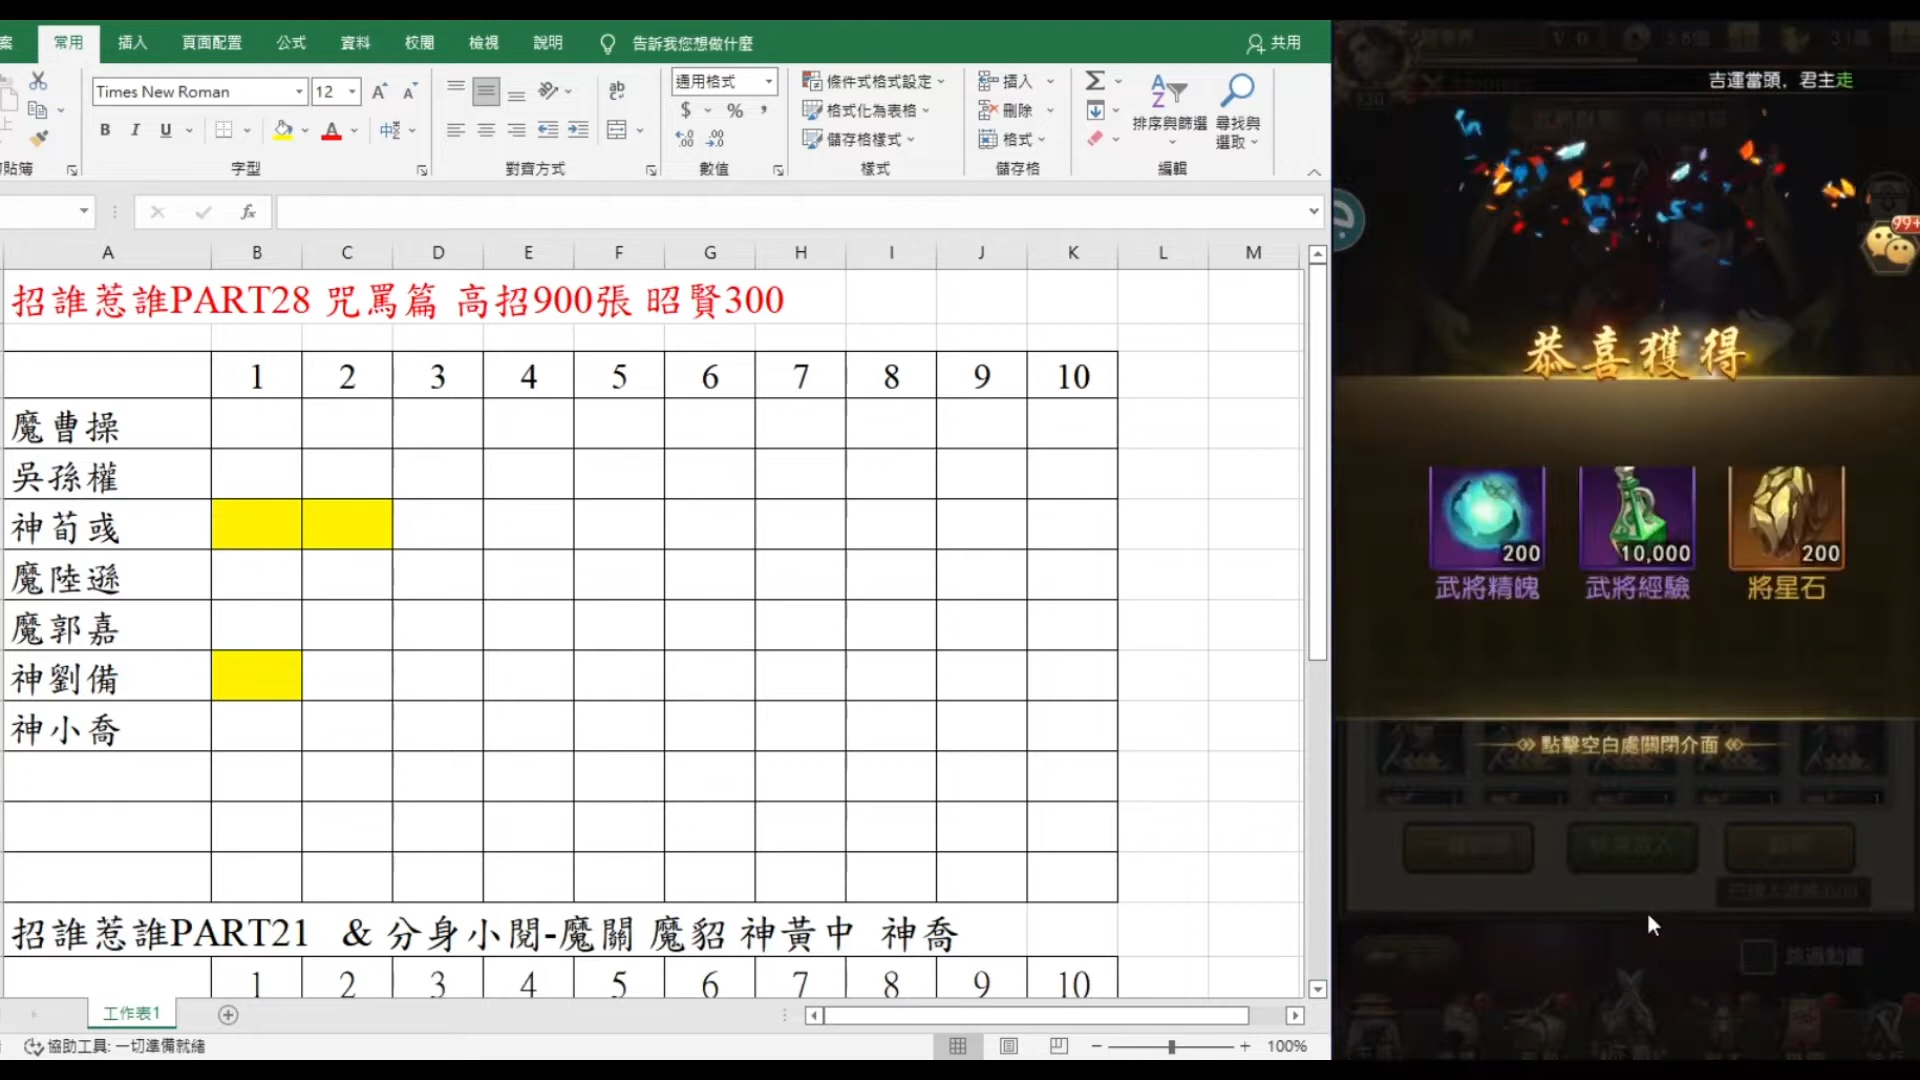 案 常用 插入 頁面配置 公式 資料 校閱 檢視 說明 告訴我您想做什麼 共用
Times New Roman 12 通用格式
條件式格式設定 插入
B I U $ % 格式化為表格 刪除 排序與篩選 尋找與選取
儲存格樣式 格式
剪貼簿 字型 對齊方式 數值 樣式 儲存格 編輯
fx
A B C D E F G H I J K L M
招誰惹誰PART28 咒罵篇 高招900張 昭賢300
1 2 3 4 5 6 7 8 9 10
魔曹操
吳孫權
神荀彧
魔陸遜
魔郭嘉
神劉備
神小喬
招誰惹誰PART21 & 分身小閔-魔關 魔貂 神黃中 神喬
1 2 3 4 5 6 7 8 9 10
工作表1
協助工具: 一切準備就緒
100%
吉運當頭，君主走
99+
恭喜獲得
200 10,000 200
武將精魄 武將經驗 將星石
點擊空白處關閉介面